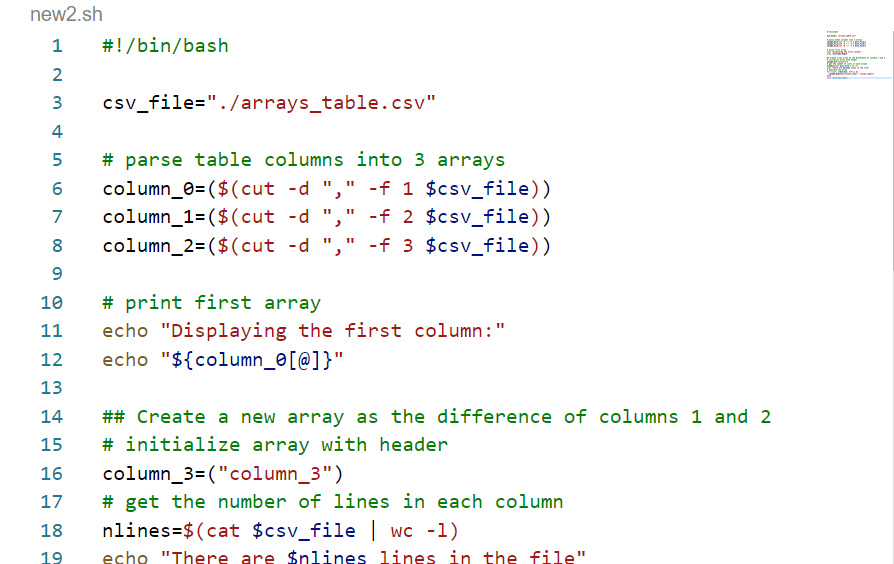 new2.sh
1 #!/bin/bash
2
3 csv_file="./arrays_table.csv"
4
5 # parse table columns into 3 arrays
6 column_0=($(cut -d "," -f 1 $csv_file))
7 column_1=($(cut -d "," -f 2 $csv_file))
8 column_2=($(cut -d "," -f 3 $csv_file))
9
10 # print first array
11 echo "Displaying the first column:"
12 echo "${column_0[@]}"
13
14 ## Create a new array as the difference of columns 1 and 2
15 # initialize array with header
16 column_3=("column_3")
17 # get the number of lines in each column
18 nlines=$(cat $csv_file | wc -l)
19 echo "There are $nlines lines in the file"